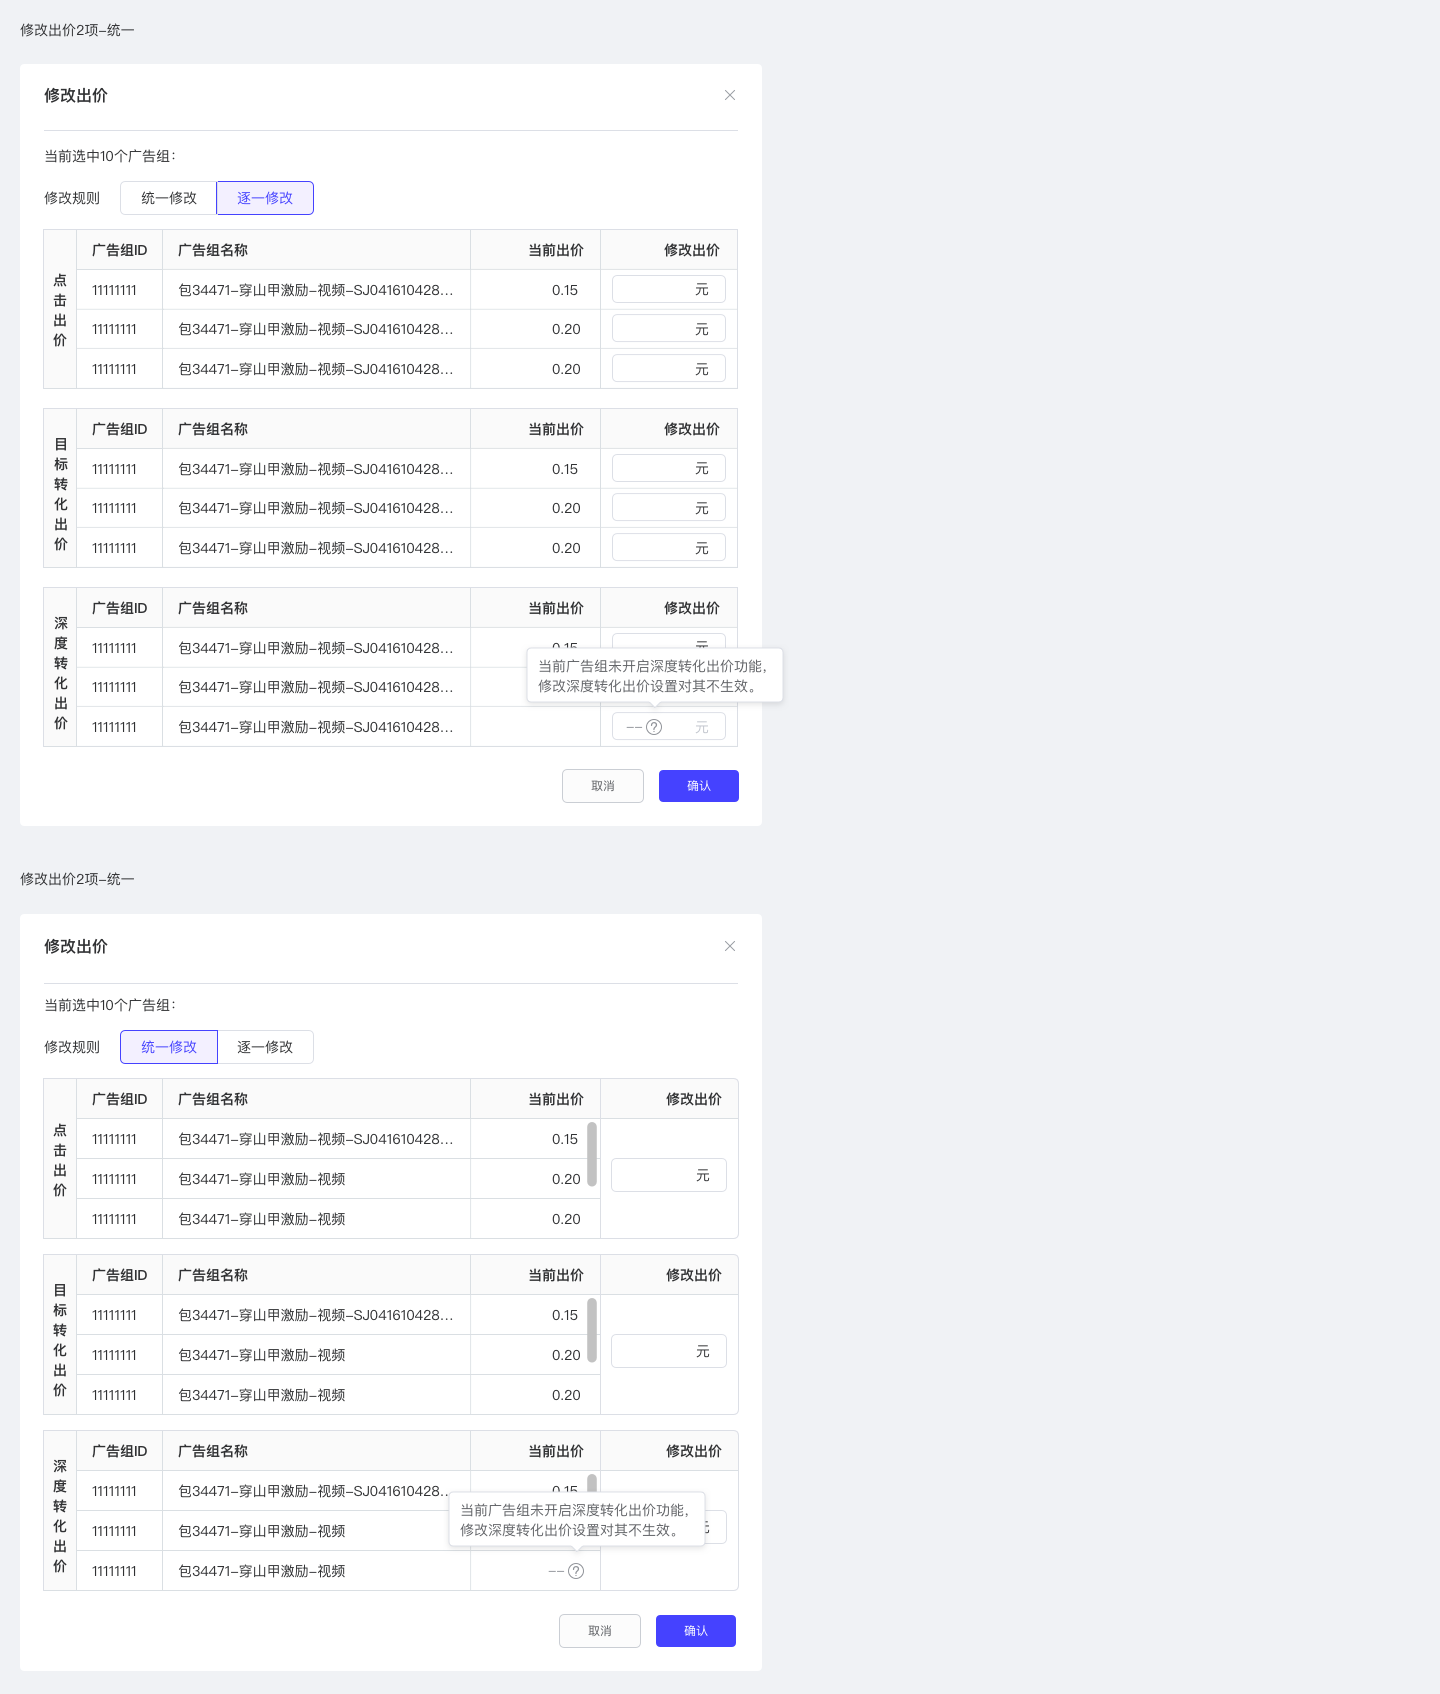 修改出价2项-统一
修改出价
当前选中10个广告组：
修改规则 统一修改 逐一修改
点击出价
广告组ID 广告组名称 当前出价 修改出价
11111111 包34471-穿山甲激励-视频-SJ041610428... 0.15 元
11111111 包34471-穿山甲激励-视频-SJ041610428... 0.20 元
11111111 包34471-穿山甲激励-视频-SJ041610428... 0.20 元
目标转化出价
广告组ID 广告组名称 当前出价 修改出价
11111111 包34471-穿山甲激励-视频-SJ041610428... 0.15 元
11111111 包34471-穿山甲激励-视频-SJ041610428... 0.20 元
11111111 包34471-穿山甲激励-视频-SJ041610428... 0.20 元
深度转化出价
广告组ID 广告组名称 当前出价 修改出价
11111111 包34471-穿山甲激励-视频-SJ041610428... 0.15 元
当前广告组未开启深度转化出价功能，
修改深度转化出价设置对其不生效。
11111111 包34471-穿山甲激励-视频-SJ041610428...
11111111 包34471-穿山甲激励-视频-SJ041610428... -- ? 元
取消 确认
修改出价2项-统一
修改出价
当前选中10个广告组：
修改规则 统一修改 逐一修改
点击出价
广告组ID 广告组名称 当前出价 修改出价
11111111 包34471-穿山甲激励-视频-SJ041610428... 0.15
11111111 包34471-穿山甲激励-视频 0.20 元
11111111 包34471-穿山甲激励-视频 0.20
目标转化出价
广告组ID 广告组名称 当前出价 修改出价
11111111 包34471-穿山甲激励-视频-SJ041610428... 0.15
11111111 包34471-穿山甲激励-视频 0.20 元
11111111 包34471-穿山甲激励-视频 0.20
深度转化出价
广告组ID 广告组名称 当前出价 修改出价
11111111 包34471-穿山甲激励-视频-SJ041610428... 0.15
当前广告组未开启深度转化出价功能，
修改深度转化出价设置对其不生效。
11111111 包34471-穿山甲激励-视频 元
11111111 包34471-穿山甲激励-视频 -- ?
取消 确认